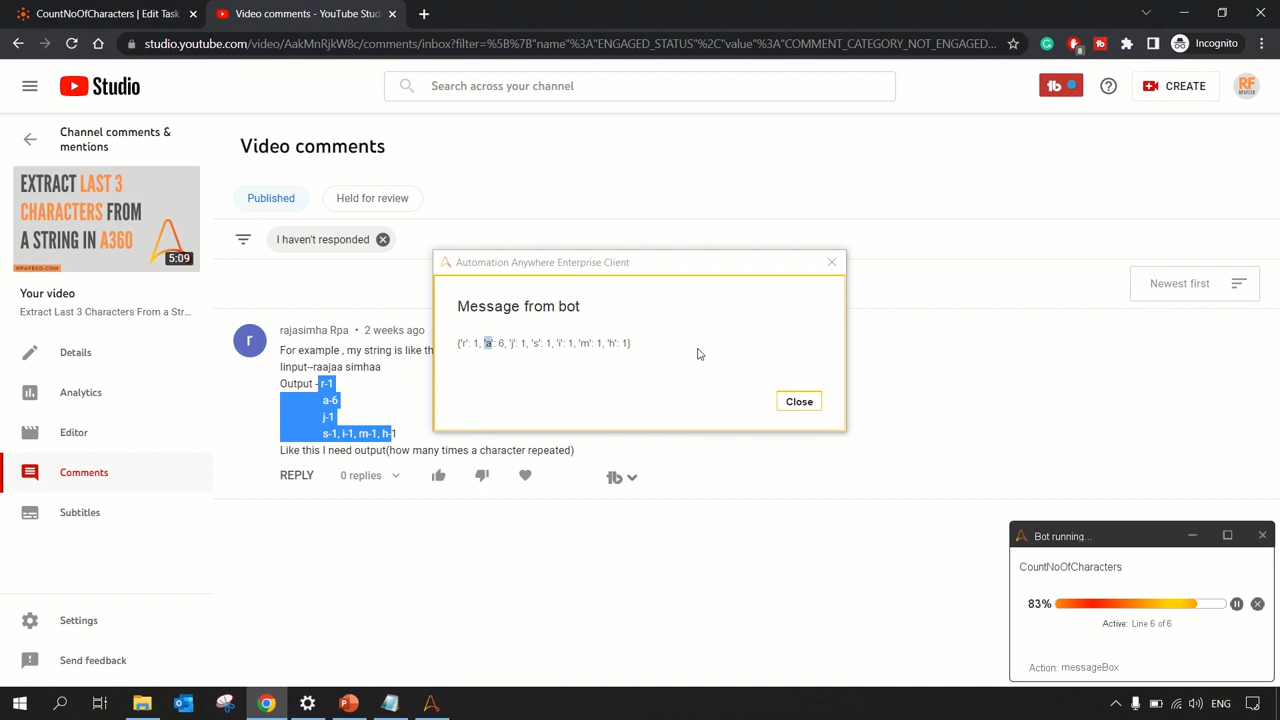 CountNoOfCharacters | Edit Task
Video comments - YouTube Stud
studio.youtube.com/video/AakMnRjkW8c/comments/inbox?filter=%5B%7B"name"%3A"ENGAGED_STATUS"%2C"value"%3A"COMMENT_CATEGORY_NOT_ENGAGED...
8
Incognito
Studio
Search across your channel
CREATE
RF
Channel comments &
mentions
Video comments
EXTRACT LAST 3
CHARACTERS FROM
A STRING IN A360
5:09
RPAFEED.COM
Published
Held for review
I haven't responded
Newest first
Your video
Extract Last 3 Characters From a Str...
Details
Analytics
Editor
Comments
Subtitles
Settings
Send feedback
r
rajasimha Rpa • 2 weeks ago
For example , my string is like th
Iinput--raajaa simhaa
Output - r-1
a-6
j-1
s-1, i-1, m-1, h-1
Like this I need output(how many times a character repeated)
REPLY
0 replies
Automation Anywhere Enterprise Client
Message from bot
{'r': 1, 'a': 6, 'j': 1, 's': 1, 'i': 1, 'm': 1, 'h': 1}
Close
Bot running...
CountNoOfCharacters
83%
Active: Line 6 of 6
Action: messageBox
ENG